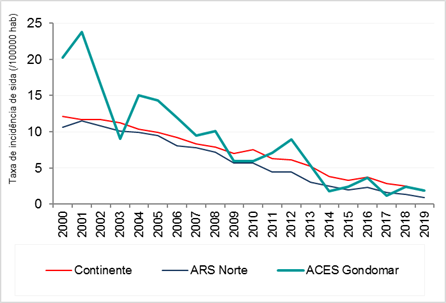 Taxa de incidência de sida (/100000 hab)
25
20
15
10
5
0
2000 2001 2002 2003 2004 2005 2006 2007 2008 2009 2010 2011 2012 2013 2014 2015 2016 2017 2018 2019
Continente ARS Norte ACES Gondomar